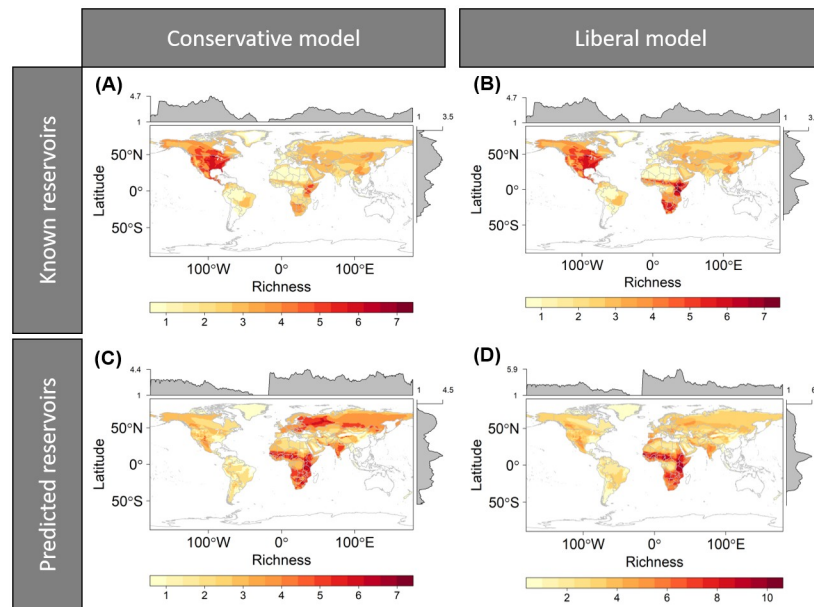 Conservative model
Liberal model
Known reservoirs
Predicted reservoirs
(A)
4.7
1
1 3.5
50°N
0°
50°S
Latitude
100°W 0° 100°E
Richness
1 2 3 4 5 6 7
(B)
4.7
1
1 3.
50°N
0°
50°S
Latitude
100°W 0° 100°E
Richness
1 2 3 4 5 6 7
(C)
4.4
1
1 4.5
50°N
0°
50°S
Latitude
100°W 0° 100°E
Richness
1 2 3 4 5 6 7
(D)
5.9
1
1 6
50°N
0°
50°S
Latitude
100°W 0° 100°E
Richness
2 4 6 8 10